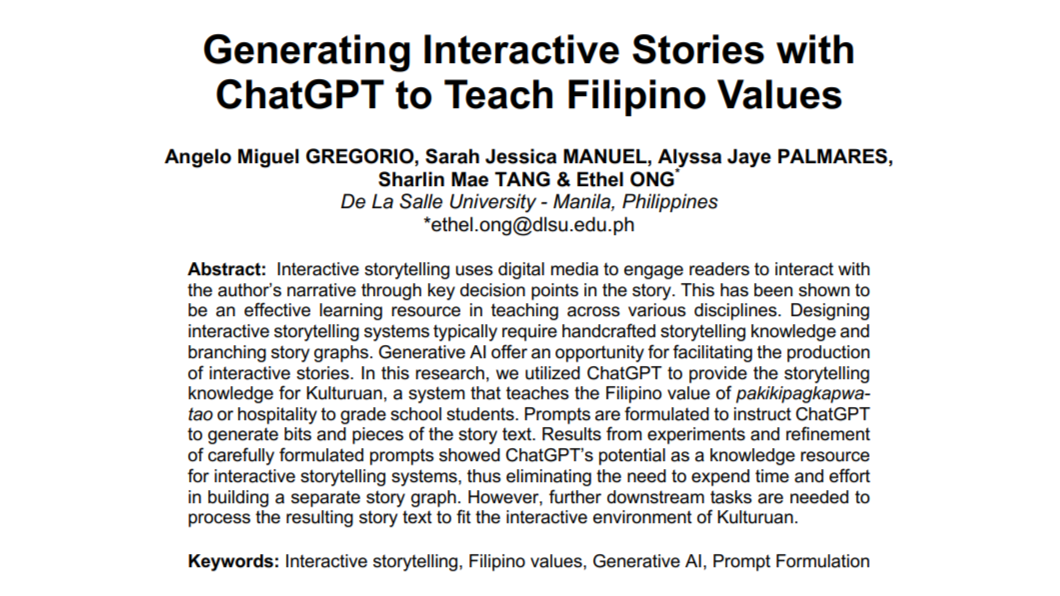 Generating Interactive Stories with
ChatGPT to Teach Filipino Values
Angelo Miguel GREGORIO, Sarah Jessica MANUEL, Alyssa Jaye PALMARES,
Sharlin Mae TANG & Ethel ONG*
De La Salle University - Manila, Philippines
*ethel.ong@dlsu.edu.ph
Abstract: Interactive storytelling uses digital media to engage readers to interact with
the author's narrative through key decision points in the story. This has been shown to
be an effective learning resource in teaching across various disciplines. Designing
interactive storytelling systems typically require handcrafted storytelling knowledge and
branching story graphs. Generative AI offer an opportunity for facilitating the production
of interactive stories. In this research, we utilized ChatGPT to provide the storytelling
knowledge for Kulturuan, a system that teaches the Filipino value of pakikipagkapwa-
tao or hospitality to grade school students. Prompts are formulated to instruct ChatGPT
to generate bits and pieces of the story text. Results from experiments and refinement
of carefully formulated prompts showed ChatGPT's potential as a knowledge resource
for interactive storytelling systems, thus eliminating the need to expend time and effort
in building a separate story graph. However, further downstream tasks are needed to
process the resulting story text to fit the interactive environment of Kulturuan.
Keywords: Interactive storytelling, Filipino values, Generative AI, Prompt Formulation